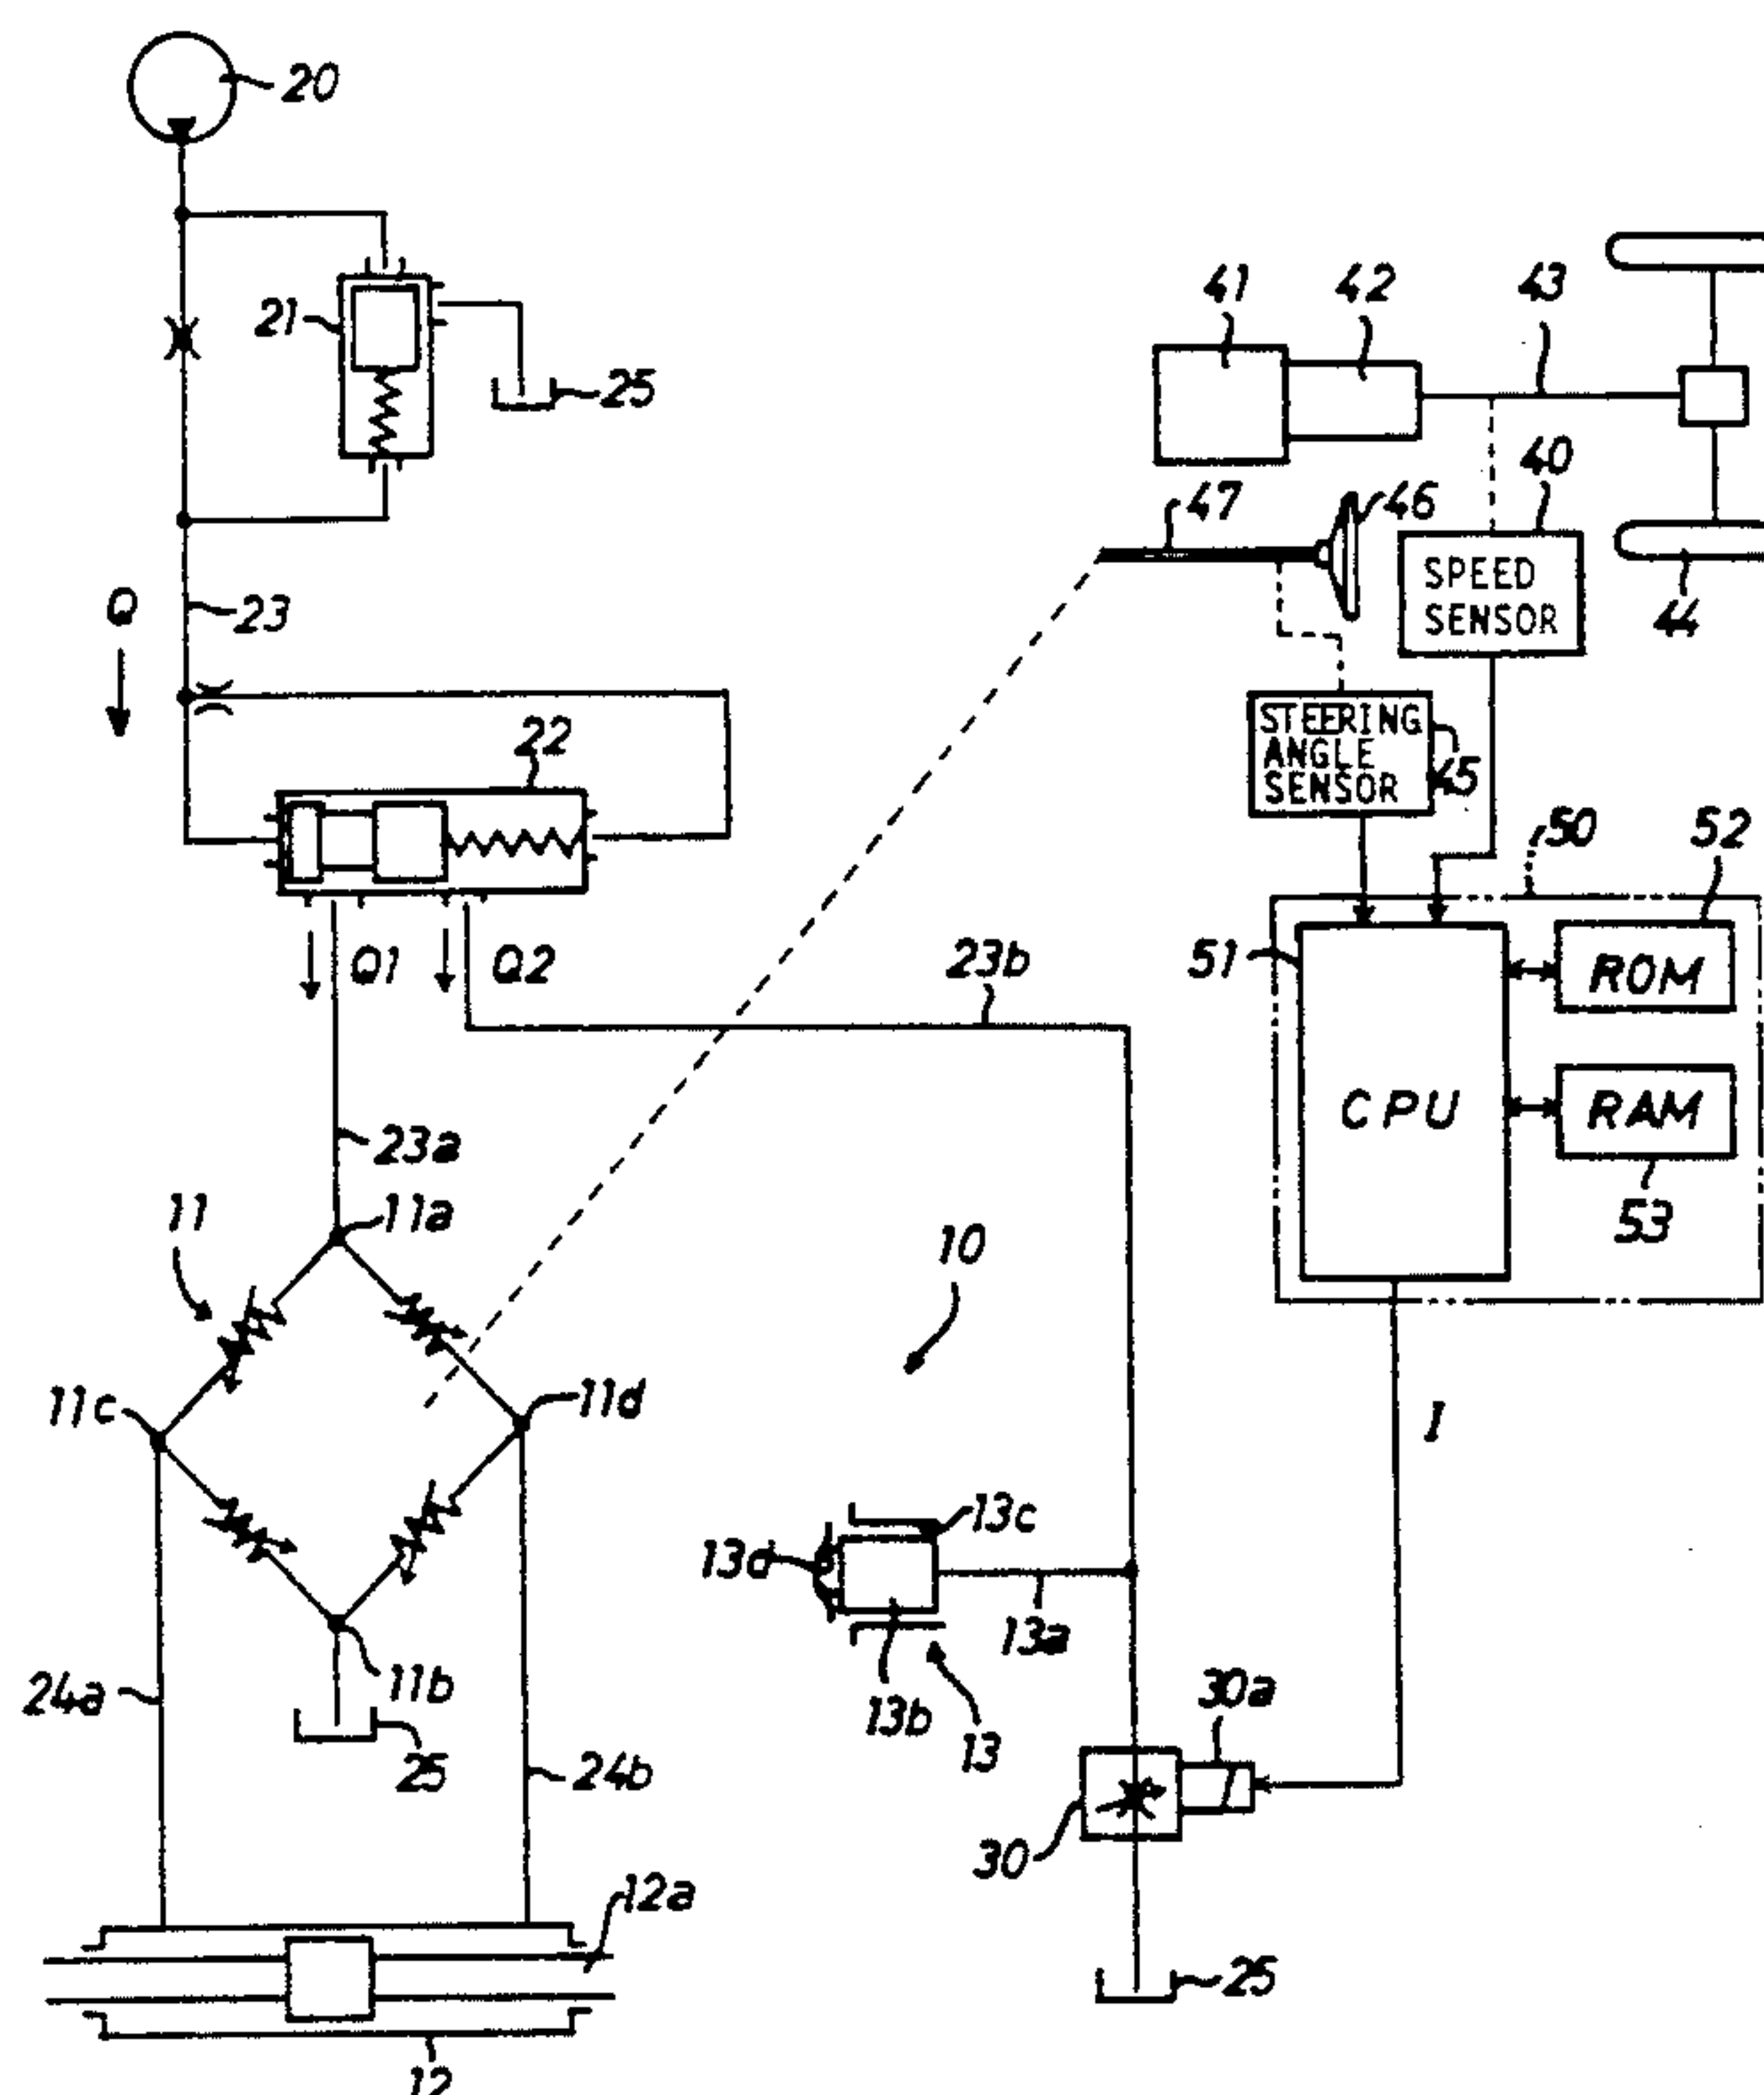 20
21
25
41
42
43
40
47
46
SPEED
SENSOR
44
Q
23
22
STEERING
ANGLE
SENSOR
45
50
52
51
ROM
Q1
Q2
23b
CPU
RAM
53
23a
11
11a
10
11c
11d
I
13c
13d
13a
13b
13
11b
24a
25
24b
30a
30
12a
25
12